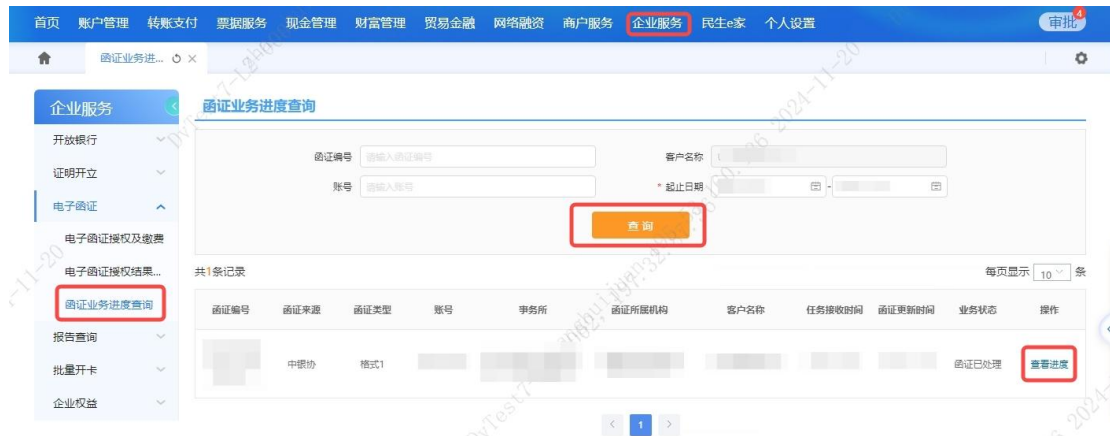 首页 账户管理 转账支付 票据服务 现金管理 财富管理 贸易金融 网络融资 商户服务 企业服务 民生e家 个人设置 审批 4
函证业务进...
企业服务
函证业务进度查询
开放银行
函证编号 请输入函证编号 客户名称
证明开立
账号 请输入账号 * 起止日期 -
电子函证
查询
电子函证授权及缴费
电子函证授权结果...
共1条记录 每页显示 10 条
函证业务进度查询
函证编号 函证来源 函证类型 账号 事务所 函证所属机构 客户名称 任务接收时间 函证更新时间 业务状态 操作
报告查询
中银协 格式1 函证已处理 查看进度
批量开卡
企业权益
< 1 >